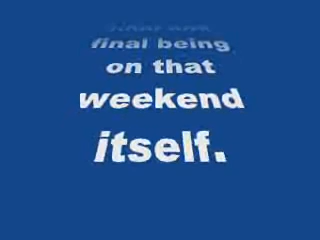 final being
on that
weekend
itself.